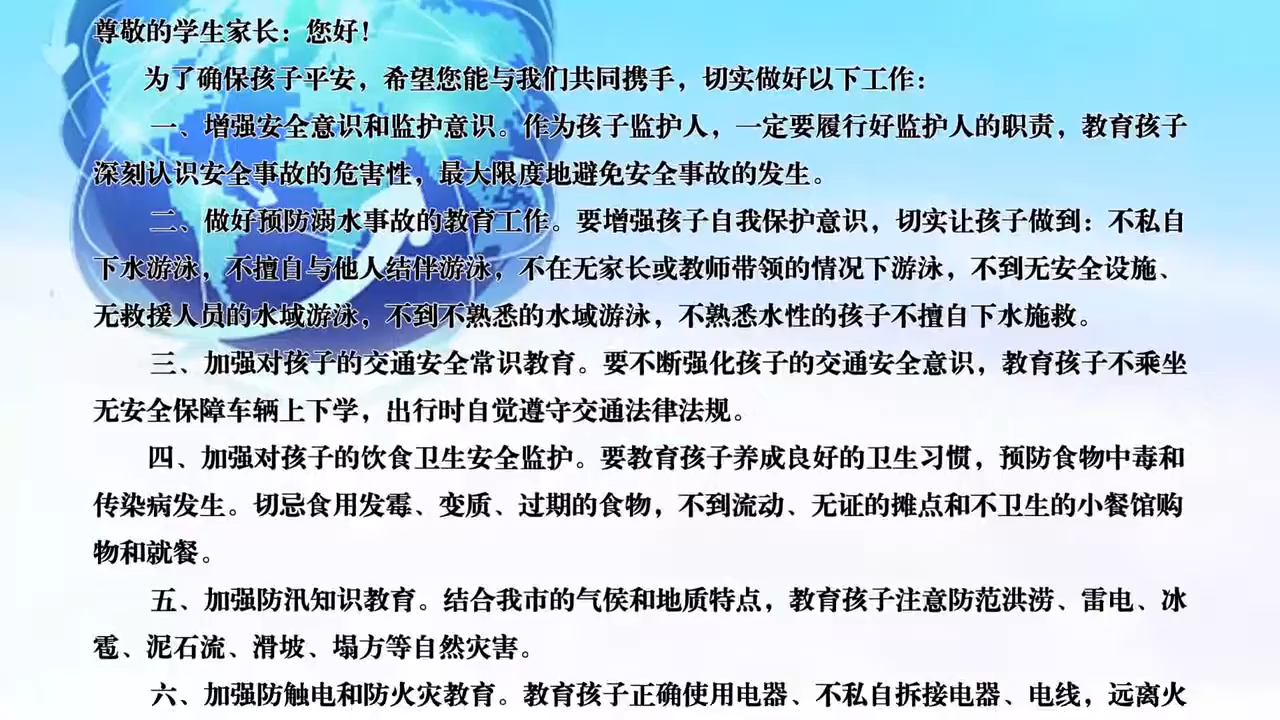 尊敬的学生家长：您好！
为了确保孩子平安，希望您能与我们共同携手，切实做好以下工作：
一、增强安全意识和监护意识。作为孩子监护人，一定要履行好监护人的职责，教育孩子
深刻认识安全事故的危害性，最大限度地避免安全事故的发生。
二、做好预防溺水事故的教育工作。要增强孩子自我保护意识，切实让孩子做到：不私自
下水游泳，不擅自与他人结伴游泳，不在无家长或教师带领的情况下游泳，不到无安全设施、
无救援人员的水域游泳，不到不熟悉的水域游泳，不熟悉水性的孩子不擅自下水施救。
三、加强对孩子的交通安全常识教育。要不断强化孩子的交通安全意识，教育孩子不乘坐
无安全保障车辆上下学，出行时自觉遵守交通法律法规。
四、加强对孩子的饮食卫生安全监护。要教育孩子养成良好的卫生习惯，预防食物中毒和
传染病发生。切忌食用发霉、变质、过期的食物，不到流动、无证的摊点和不卫生的小餐馆购
物和就餐。
五、加强防汛知识教育。结合我市的气侯和地质特点，教育孩子注意防范洪涝、雷电、冰
雹、泥石流、滑坡、塌方等自然灾害。
六、加强防触电和防火灾教育。教育孩子正确使用电器、不私自拆接电器、电线，远离火